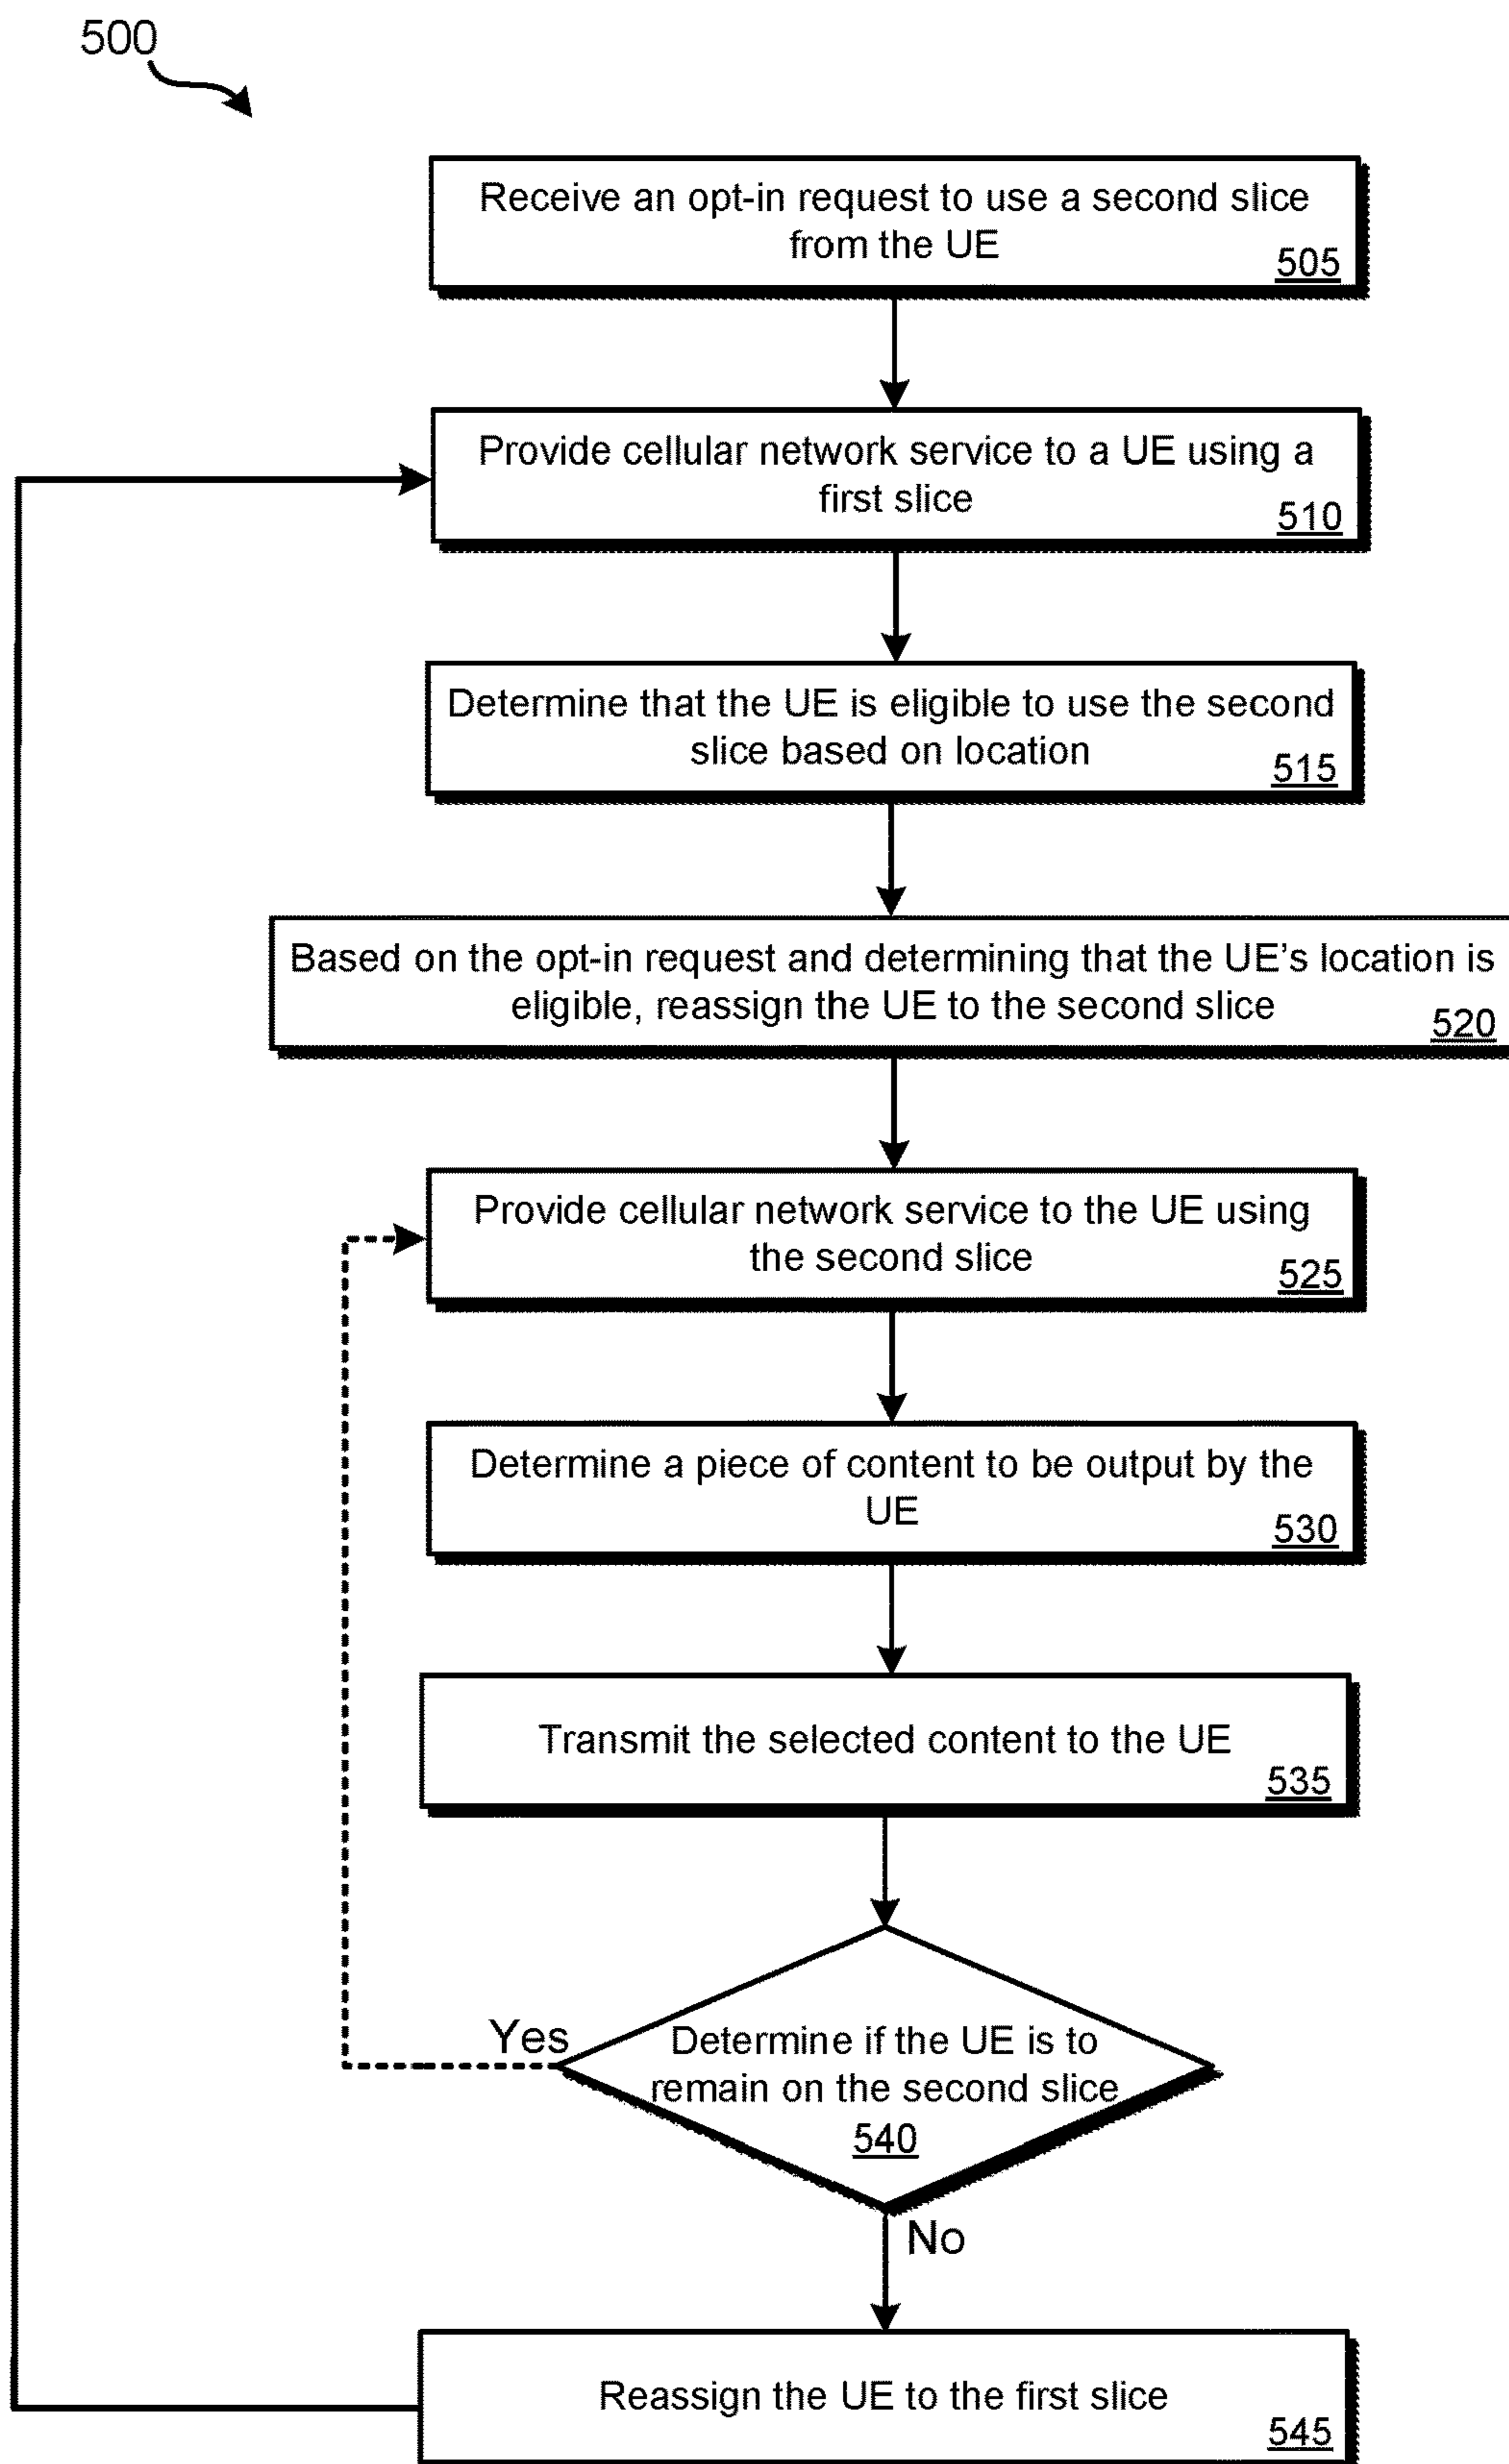 500
Receive an opt-in request to use a second slice
from the UE
505
Provide cellular network service to a UE using a
first slice
510
Determine that the UE is eligible to use the second
slice based on location
515
Based on the opt-in request and determining that the UE’s location is
eligible, reassign the UE to the second slice
520
Provide cellular network service to the UE using
the second slice
525
Determine a piece of content to be output by the
UE
530
Transmit the selected content to the UE
535
Yes
Determine if the UE is to
remain on the second slice
540
No
Reassign the UE to the first slice
545